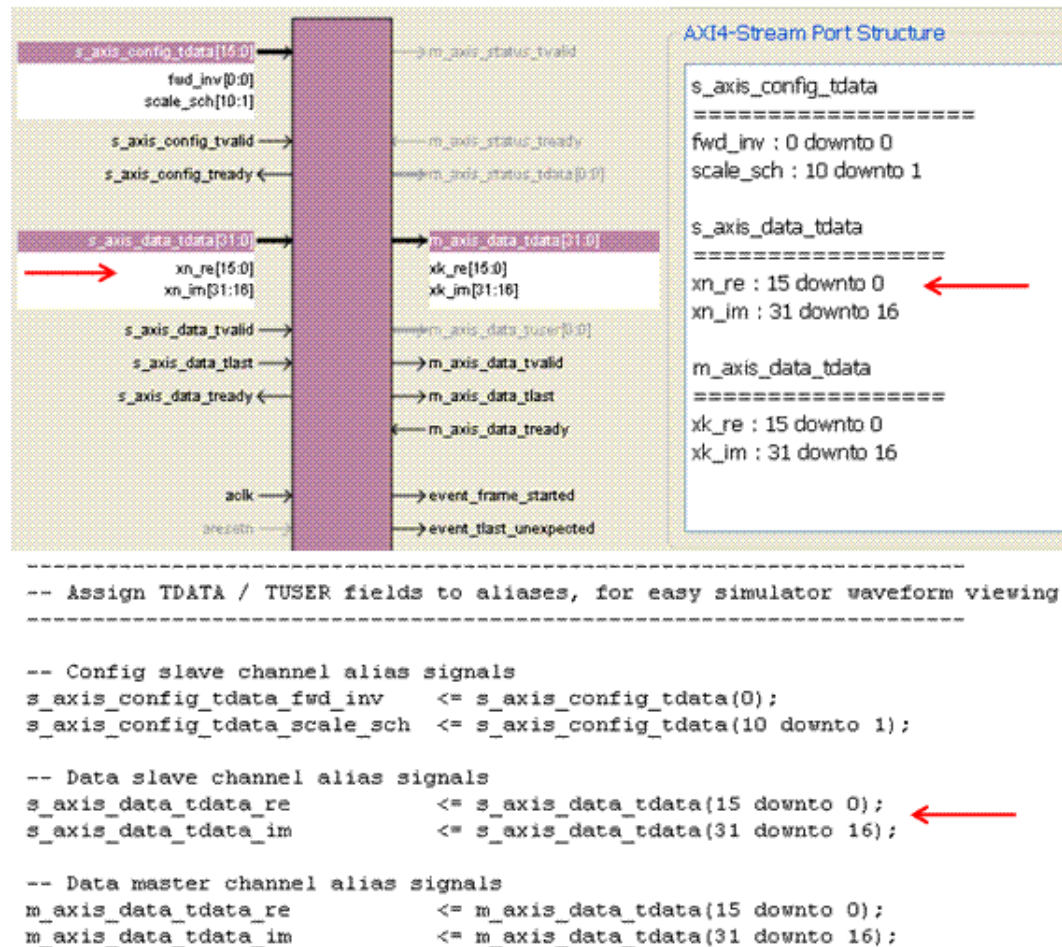 s_axis_config_tdata[15:0]
fwd_inv[0:0]
scale_sch[10:1]
s_axis_config_tvalid
s_axis_config_tready
s_axis_data_tdata[31:0]
xn_re[15:0]
xn_im[31:16]
s_axis_data_tvalid
s_axis_data_tlast
s_axis_data_tready
aclk
aresetn
m_axis_status_tvalid
m_axis_status_tready
m_axis_status_tdata[0:0]
m_axis_data_tdata[31:0]
xk_re[15:0]
xk_im[31:16]
m_axis_data_tuser[0:0]
m_axis_data_tvalid
m_axis_data_tlast
m_axis_data_tready
event_frame_started
event_tlast_unexpected
AXI4-Stream Port Structure
s_axis_config_tdata
===================
fwd_inv : 0 downto 0
scale_sch : 10 downto 1
s_axis_data_tdata
=================
xn_re : 15 downto 0
xn_im : 31 downto 16
m_axis_data_tdata
=================
xk_re : 15 downto 0
xk_im : 31 downto 16
-- Assign TDATA / TUSER fields to aliases, for easy simulator waveform viewing
-- Config slave channel alias signals
s_axis_config_tdata_fwd_inv <= s_axis_config_tdata(0);
s_axis_config_tdata_scale_sch <= s_axis_config_tdata(10 downto 1);
-- Data slave channel alias signals
s_axis_data_tdata_re <= s_axis_data_tdata(15 downto 0);
s_axis_data_tdata_im <= s_axis_data_tdata(31 downto 16);
-- Data master channel alias signals
m_axis_data_tdata_re <= m_axis_data_tdata(15 downto 0);
m_axis_data_tdata_im <= m_axis_data_tdata(31 downto 16);